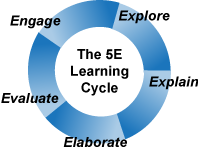 Engage
Explore
The 5E
Learning
Cycle
Explain
Evaluate
Elaborate